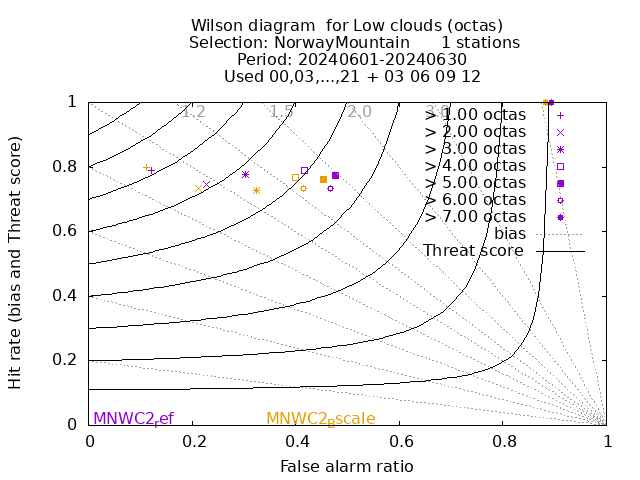 Wilson diagram for Low clouds (octas)
Selection: NorwayMountain 1 stations
Period: 20240601-20240630
Used 00,03,...,21 + 03 06 09 12
Hit rate (bias and Threat score)
1
0.8
0.6
0.4
0.2
0
1.2 1.5 2.0 3.0
> 1.00 octas
> 2.00 octas
> 3.00 octas
> 4.00 octas
> 5.00 octas
> 6.00 octas
> 7.00 octas
bias
Threat score
MNWC2ref MNWC2Bscale
0 0.2 0.4 0.6 0.8 1
False alarm ratio